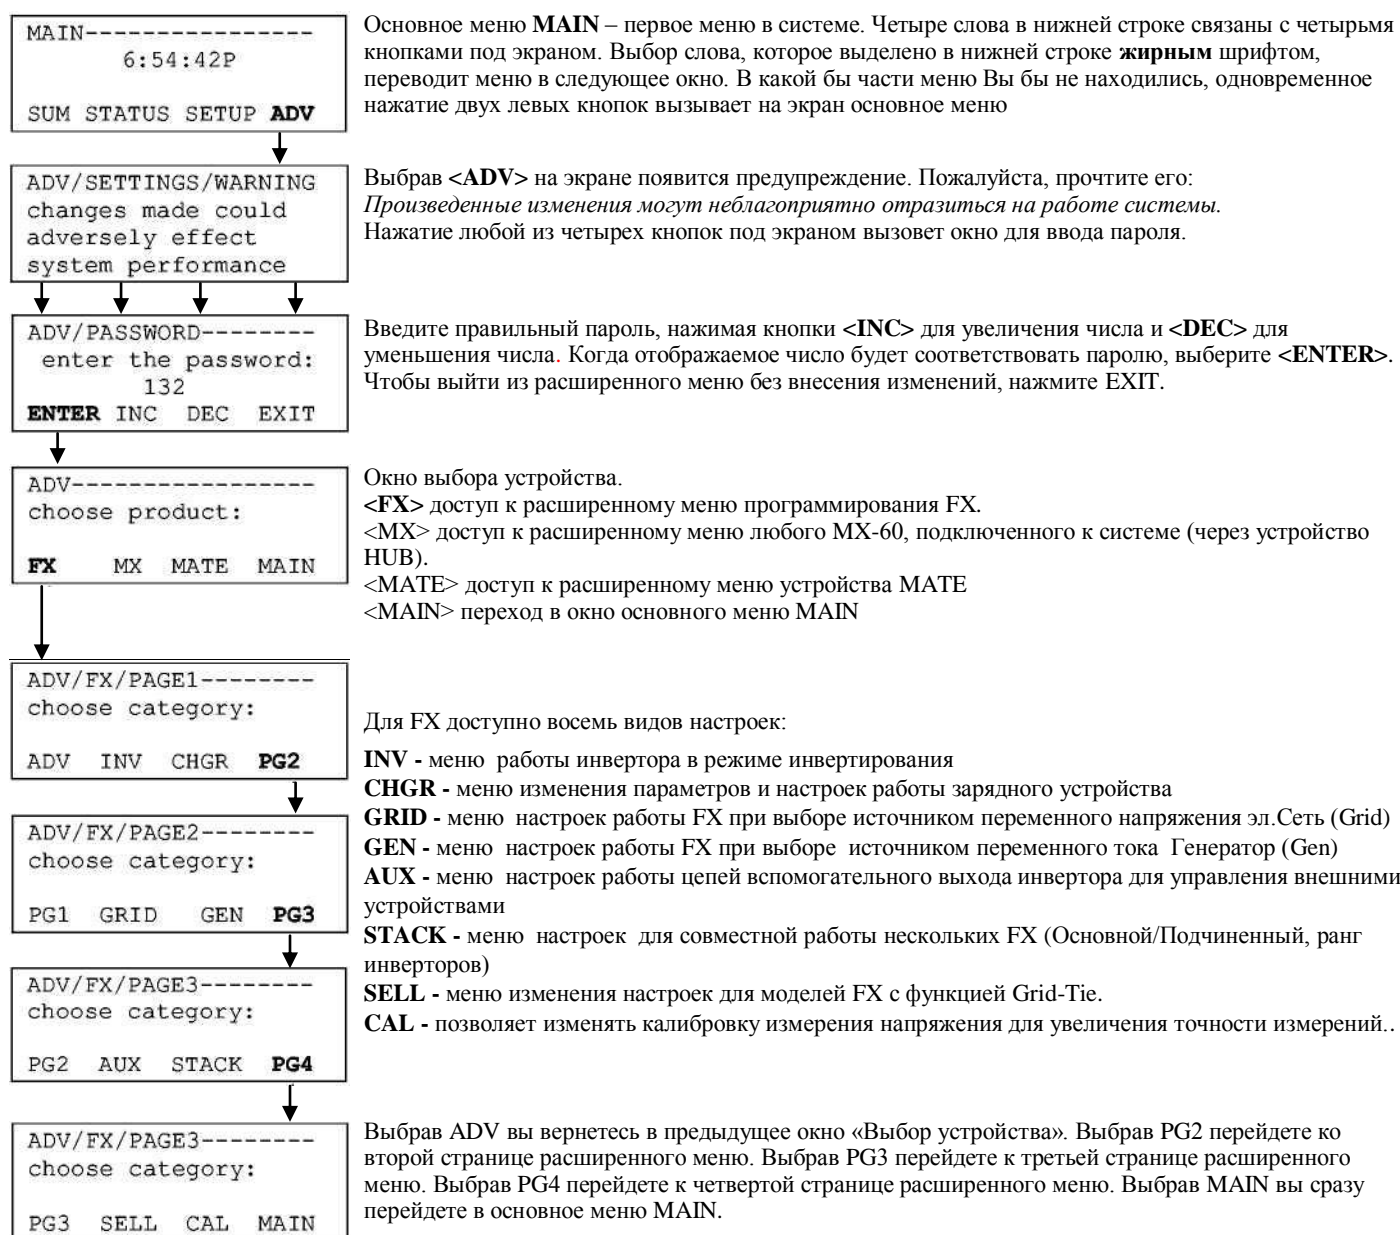 MAIN-----------------
6:54:42P
SUM STATUS SETUP ADV
Основное меню MAIN – первое меню в системе. Четыре слова в нижней строке связаны с четырьмя
кнопками под экраном. Выбор слова, которое выделено в нижней строке жирным шрифтом,
переводит меню в следующее окно. В какой бы части меню Вы бы не находились, одновременное
нажатие двух левых кнопок вызывает на экран основное меню
ADV/SETTINGS/WARNING
changes made could
adversely effect
system performance
Выбрав <ADV> на экране появится предупреждение. Пожалуйста, прочтите его:
Произведенные изменения могут неблагоприятно отразиться на работе системы.
Нажатие любой из четырех кнопок под экраном вызовет окно для ввода пароля.
ADV/PASSWORD--------
enter the password:
132
ENTER INC DEC EXIT
Введите правильный пароль, нажимая кнопки <INC> для увеличения числа и <DEC> для
уменьшения числа. Когда отображаемое число будет соответствовать паролю, выберите <ENTER>.
Чтобы выйти из расширенного меню без внесения изменений, нажмите EXIT.
ADV-----------------
choose product:
FX MX MATE MAIN
Окно выбора устройства.
<FX> доступ к расширенному меню программирования FX.
<MX> доступ к расширенному меню любого MX-60, подключенного к системе (через устройство
HUB).
<MATE> доступ к расширенному меню устройства MATE
<MAIN> переход в окно основного меню MAIN
ADV/FX/PAGE1--------
choose category:
ADV INV CHGR PG2
ADV/FX/PAGE2--------
choose category:
PG1 GRID GEN PG3
ADV/FX/PAGE3--------
choose category:
PG2 AUX STACK PG4
Для FX доступно восемь видов настроек:
INV - меню работы инвертора в режиме инвертирования
CHGR - меню изменения параметров и настроек работы зарядного устройства
GRID - меню настроек работы FX при выборе источником переменного напряжения эл.Сеть (Grid)
GEN - меню настроек работы FX при выборе источником переменного тока Генератор (Gen)
AUX - меню настроек работы цепей вспомогательного выхода инвертора для управления внешними
устройствами
STACK - меню настроек для совместной работы нескольких FX (Основной/Подчиненный, ранг
инверторов)
SELL - меню изменения настроек для моделей FX с функцией Grid-Tie.
CAL - позволяет изменять калибровку измерения напряжения для увеличения точности измерений..
ADV/FX/PAGE3--------
choose category:
PG3 SELL CAL MAIN
Выбрав ADV вы вернетесь в предыдущее окно «Выбор устройства». Выбрав PG2 перейдете ко
второй странице расширенного меню. Выбрав PG3 перейдете к третьей странице расширенного
меню. Выбрав PG4 перейдете к четвертой странице расширенного меню. Выбрав MAIN вы сразу
перейдете в основное меню MAIN.